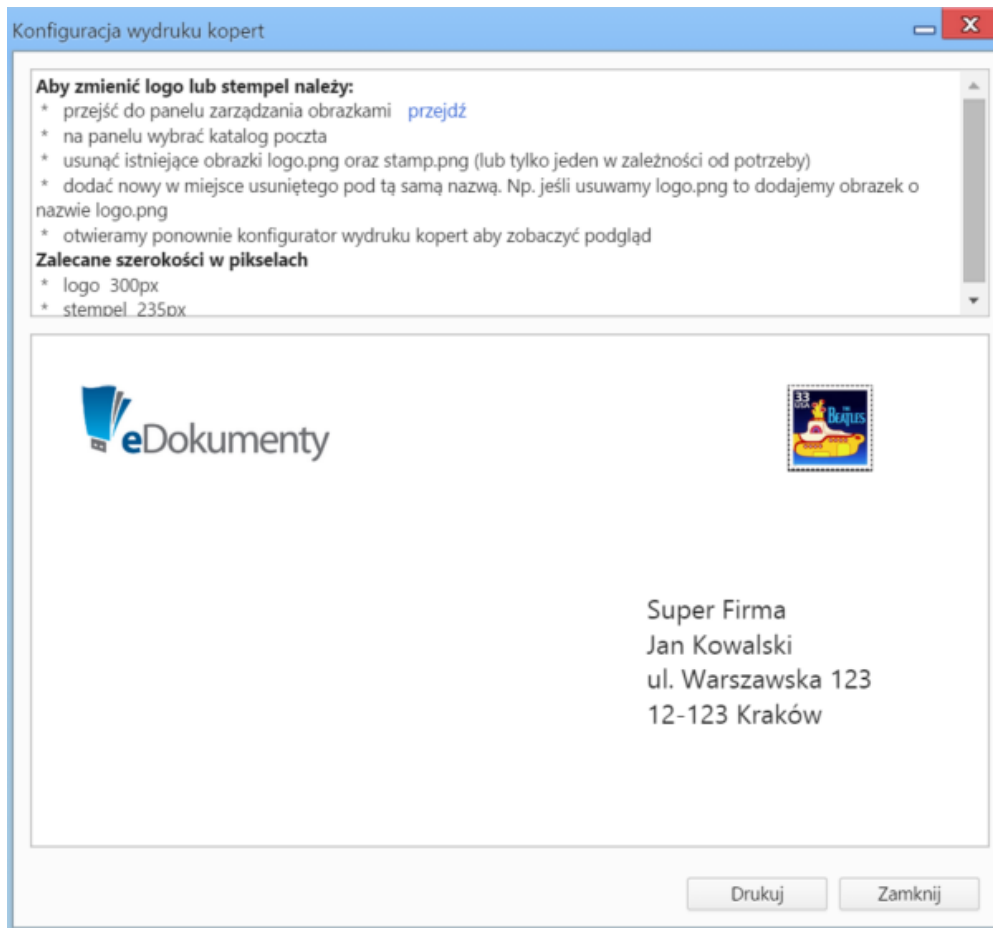 Konfiguracja wydruku kopert
Aby zmienić logo lub stempel należy:
* przejść do panelu zarządzania obrazkami przejdź
* na panelu wybrać katalog poczta
* usunąć istniejące obrazki logo.png oraz stamp.png (lub tylko jeden w zależności od potrzeby)
* dodać nowy w miejsce usuniętego pod tą samą nazwą. Np. jeśli usuwamy logo.png to dodajemy obrazek o
nazwie logo.png
* otwieramy ponownie konfigurator wydruku kopert aby zobaczyć podgląd
Zalecane szerokości w pikselach
* logo 300px
* stempel 235px
eDokumenty
33
USA
THE
BEATLES
Super Firma
Jan Kowalski
ul. Warszawska 123
12-123 Kraków
Drukuj Zamknij